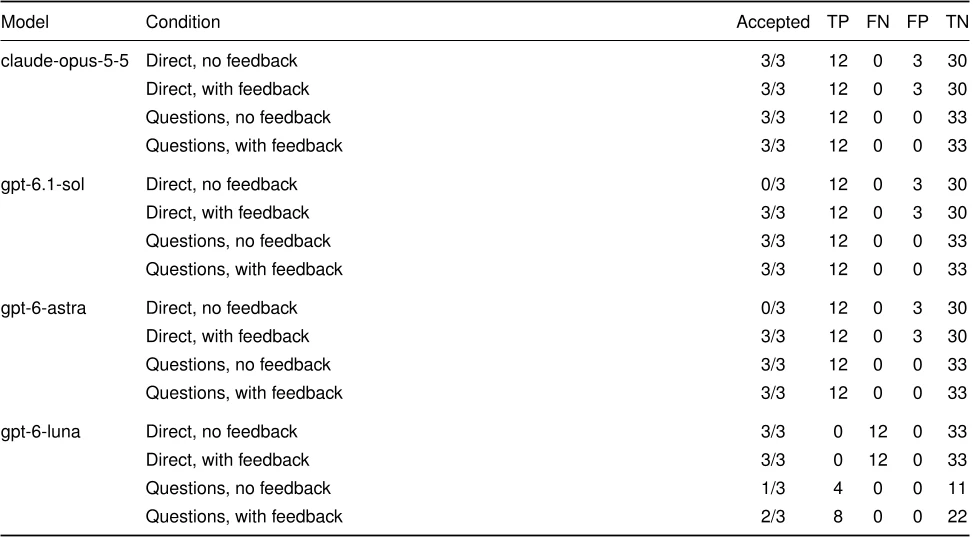 Model Condition Accepted TP FN FP TN
claude-opus-5-5 Direct, no feedback 3/3 12 0 3 30
Direct, with feedback 3/3 12 0 3 30
Questions, no feedback 3/3 12 0 0 33
Questions, with feedback 3/3 12 0 0 33
gpt-6.1-sol Direct, no feedback 0/3 12 0 3 30
Direct, with feedback 3/3 12 0 3 30
Questions, no feedback 3/3 12 0 0 33
Questions, with feedback 3/3 12 0 0 33
gpt-6-astra Direct, no feedback 0/3 12 0 3 30
Direct, with feedback 3/3 12 0 3 30
Questions, no feedback 3/3 12 0 0 33
Questions, with feedback 3/3 12 0 0 33
gpt-6-luna Direct, no feedback 3/3 0 12 0 33
Direct, with feedback 3/3 0 12 0 33
Questions, no feedback 1/3 4 0 0 11
Questions, with feedback 2/3 8 0 0 22